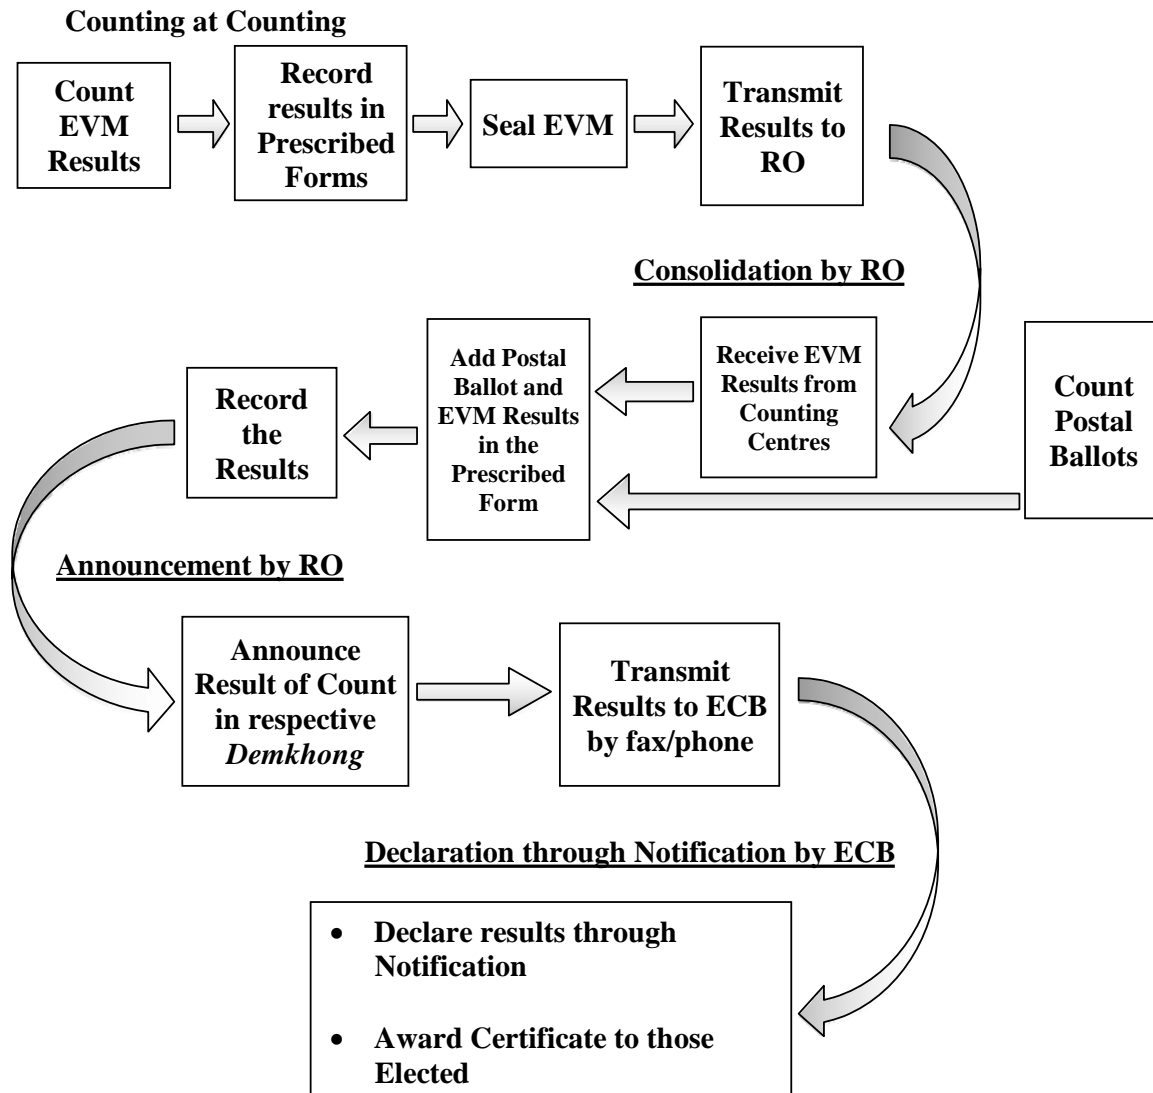 Counting at Counting
Count
EVM
Results
Record
results in
Prescribed
Forms
Seal EVM
Transmit
Results to
RO
Consolidation by RO
Receive EVM
Results from
Counting
Centres
Count
Postal
Ballots
Add Postal
Ballot and
EVM Results
in the
Prescribed
Form
Record
the
Results
Announcement by RO
Announce
Result of Count
in respective
Demkhong
Transmit
Results to ECB
by fax/phone
Declaration through Notification by ECB
• Declare results through
Notification
• Award Certificate to those
Elected